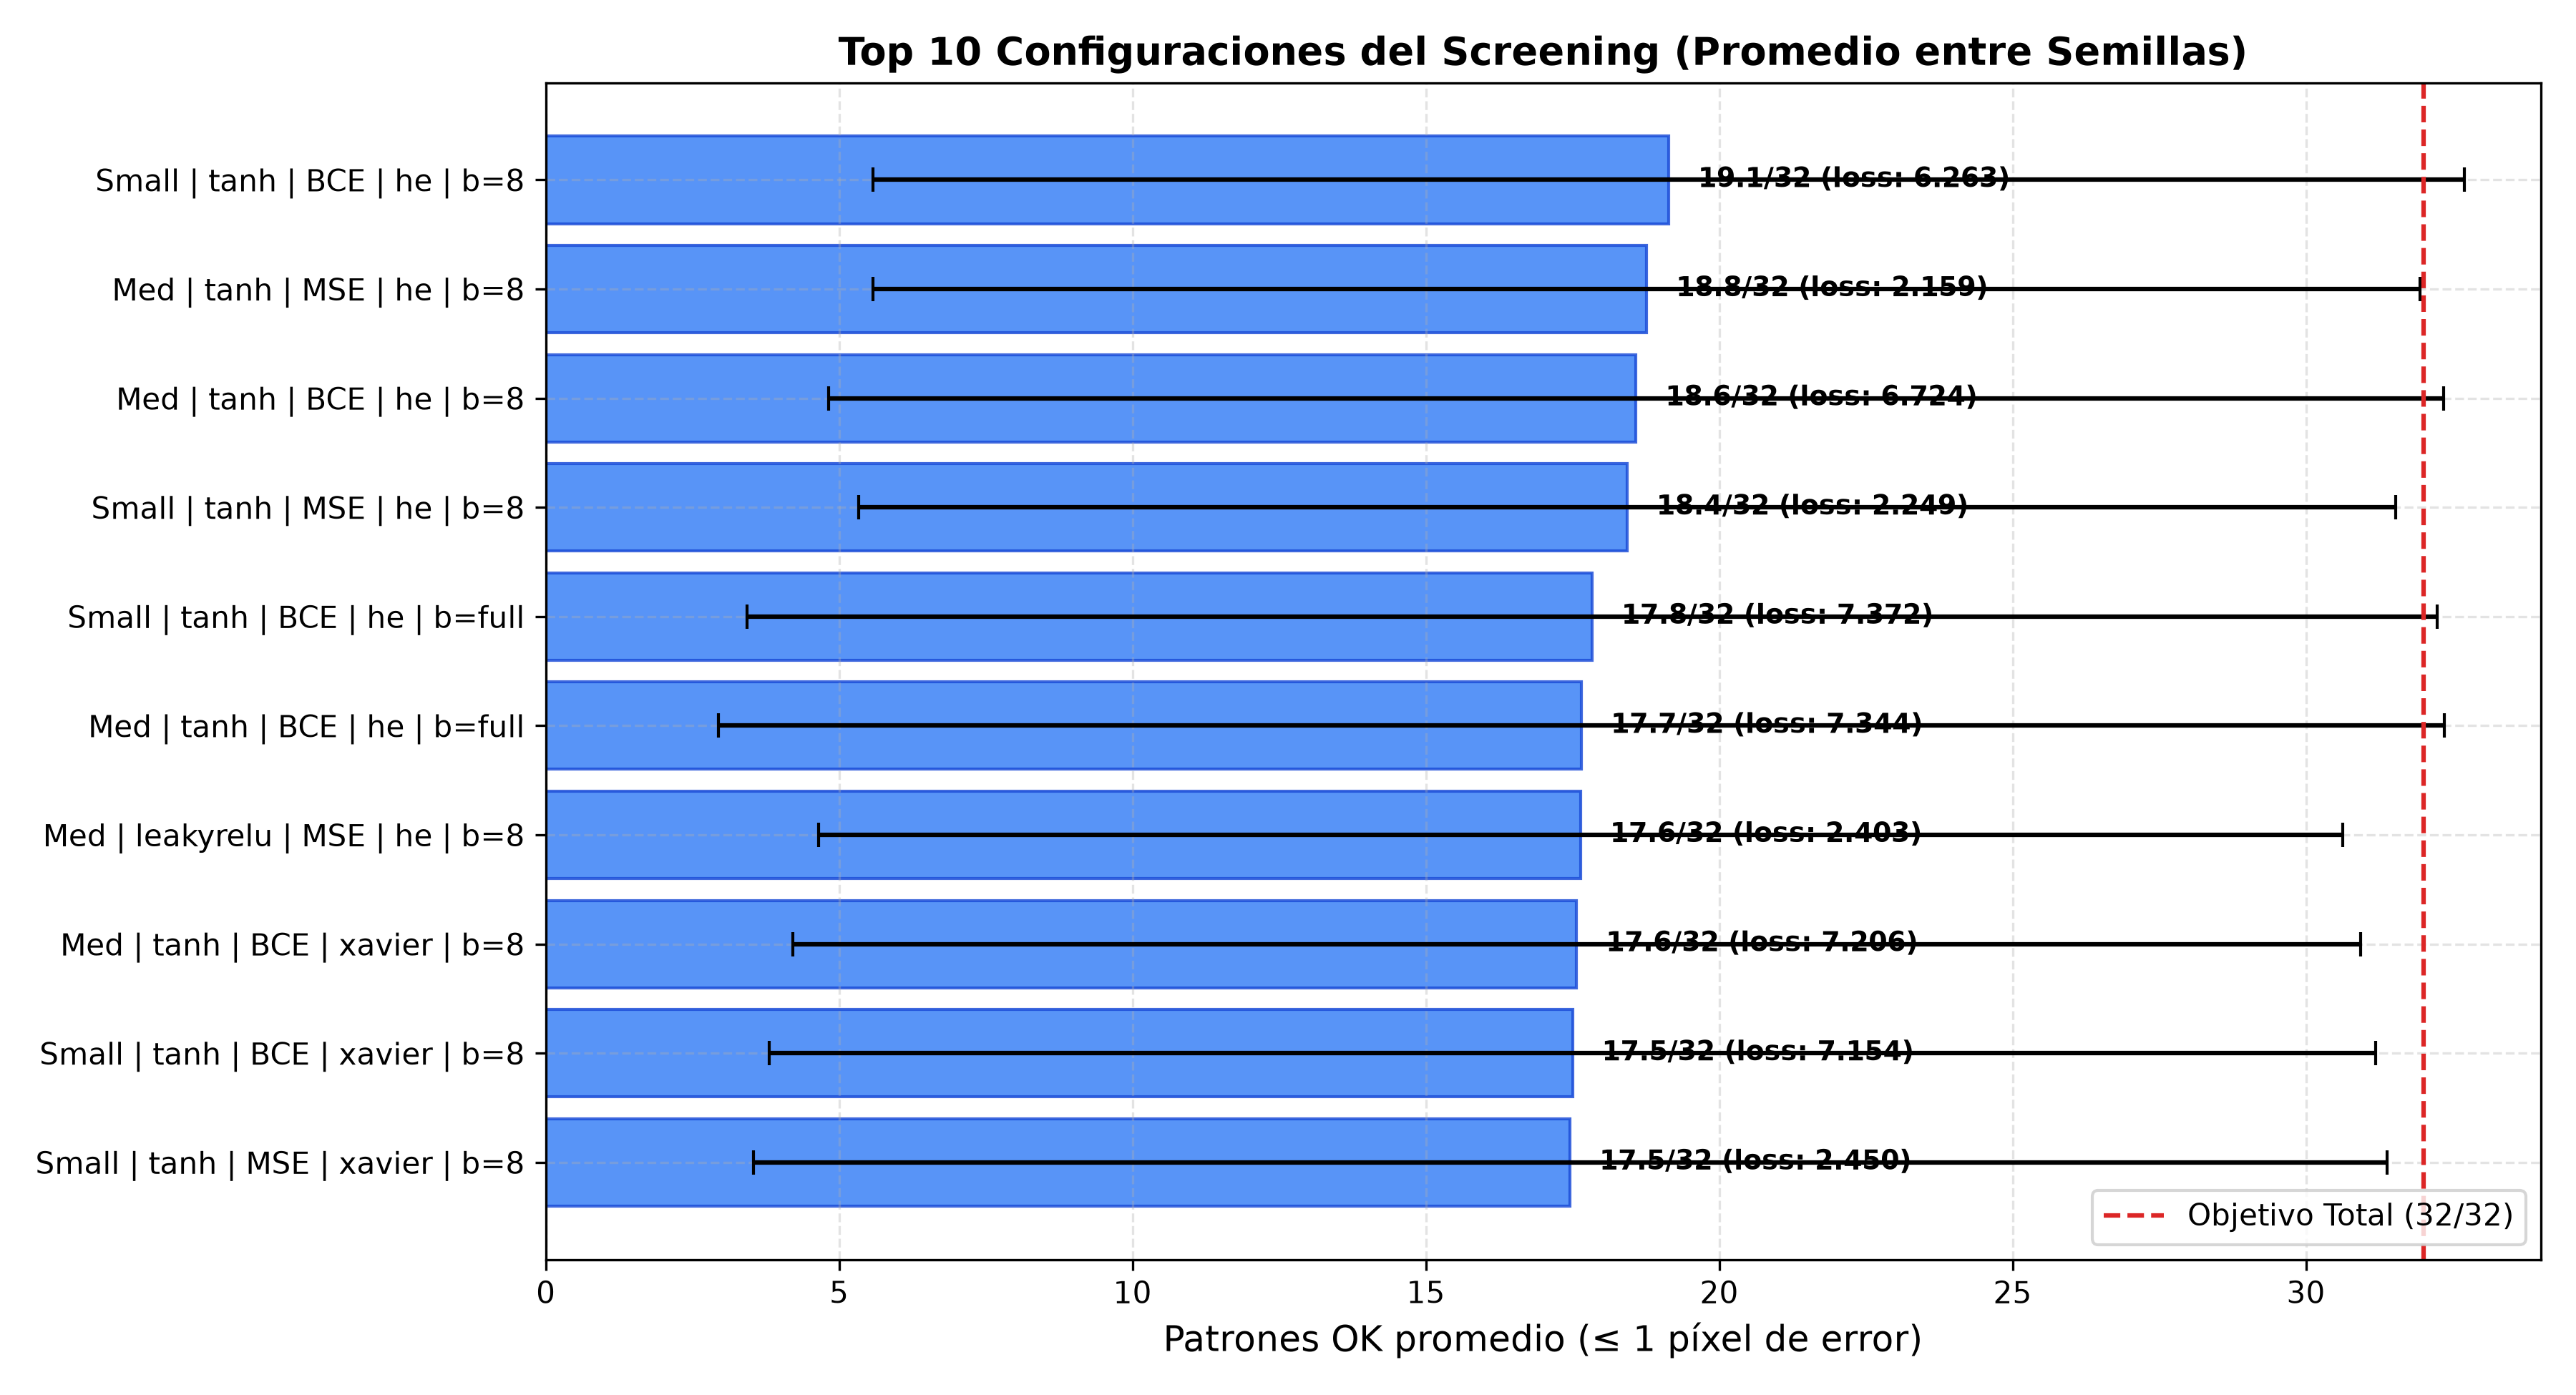 Top 10 Configuraciones del Screening (Promedio entre Semillas)
Small | tanh | BCE | he | b=8
19.1/32 (loss: 6.263)
Med | tanh | MSE | he | b=8
18.8/32 (loss: 2.159)
Med | tanh | BCE | he | b=8
18.6/32 (loss: 6.724)
Small | tanh | MSE | he | b=8
18.4/32 (loss: 2.249)
Small | tanh | BCE | he | b=full
17.8/32 (loss: 7.372)
Med | tanh | BCE | he | b=full
17.7/32 (loss: 7.344)
Med | leakyrelu | MSE | he | b=8
17.6/32 (loss: 2.403)
Med | tanh | BCE | xavier | b=8
17.6/32 (loss: 7.206)
Small | tanh | BCE | xavier | b=8
17.5/32 (loss: 7.154)
Small | tanh | MSE | xavier | b=8
17.5/32 (loss: 2.450)
Objetivo Total (32/32)
0 5 10 15 20 25 30
Patrones OK promedio (≤ 1 píxel de error)